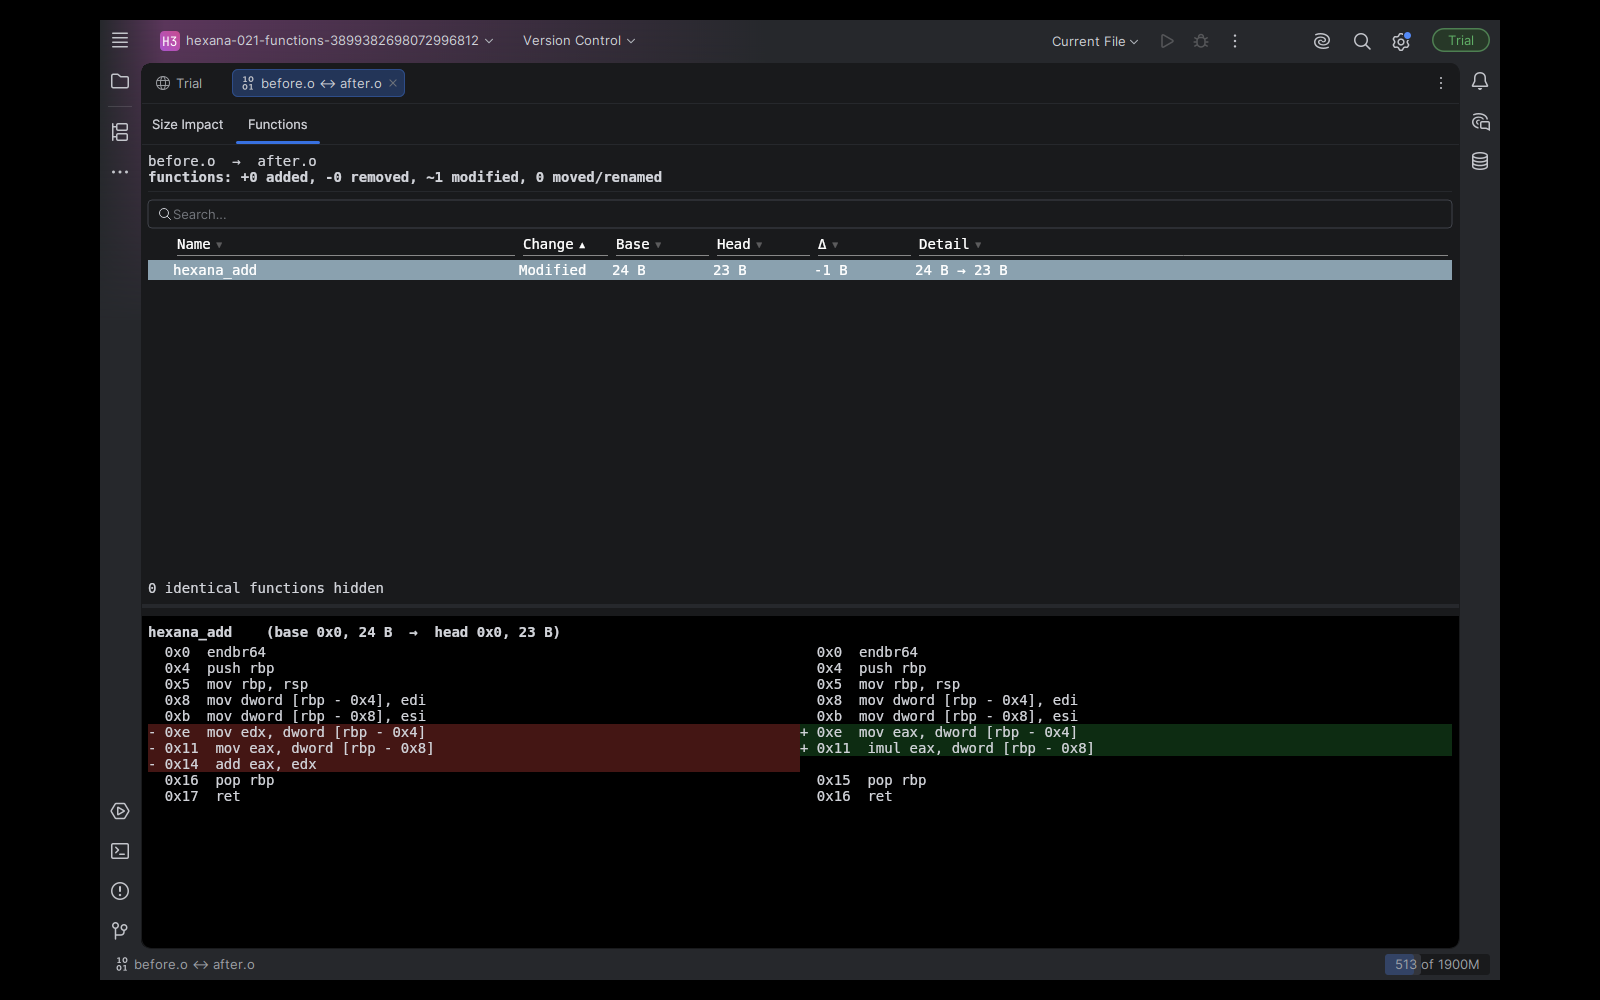 H3 hexana-021-functions-3899382698072996812 Version Control Current File Trial
Trial before.o ↔ after.o
Size Impact Functions
before.o → after.o
functions: +0 added, -0 removed, ~1 modified, 0 moved/renamed
Search...
Name Change Base Head Δ Detail
hexana_add Modified 24 B 23 B -1 B 24 B → 23 B
0 identical functions hidden
hexana_add (base 0x0, 24 B → head 0x0, 23 B)
0x0 endbr64 0x0 endbr64
0x4 push rbp 0x4 push rbp
0x5 mov rbp, rsp 0x5 mov rbp, rsp
0x8 mov dword [rbp - 0x4], edi 0x8 mov dword [rbp - 0x4], edi
0xb mov dword [rbp - 0x8], esi 0xb mov dword [rbp - 0x8], esi
- 0xe mov edx, dword [rbp - 0x4] + 0xe mov eax, dword [rbp - 0x4]
- 0x11 mov eax, dword [rbp - 0x8] + 0x11 imul eax, dword [rbp - 0x8]
- 0x14 add eax, edx
0x16 pop rbp 0x15 pop rbp
0x17 ret 0x16 ret
before.o ↔ after.o 513 of 1900M